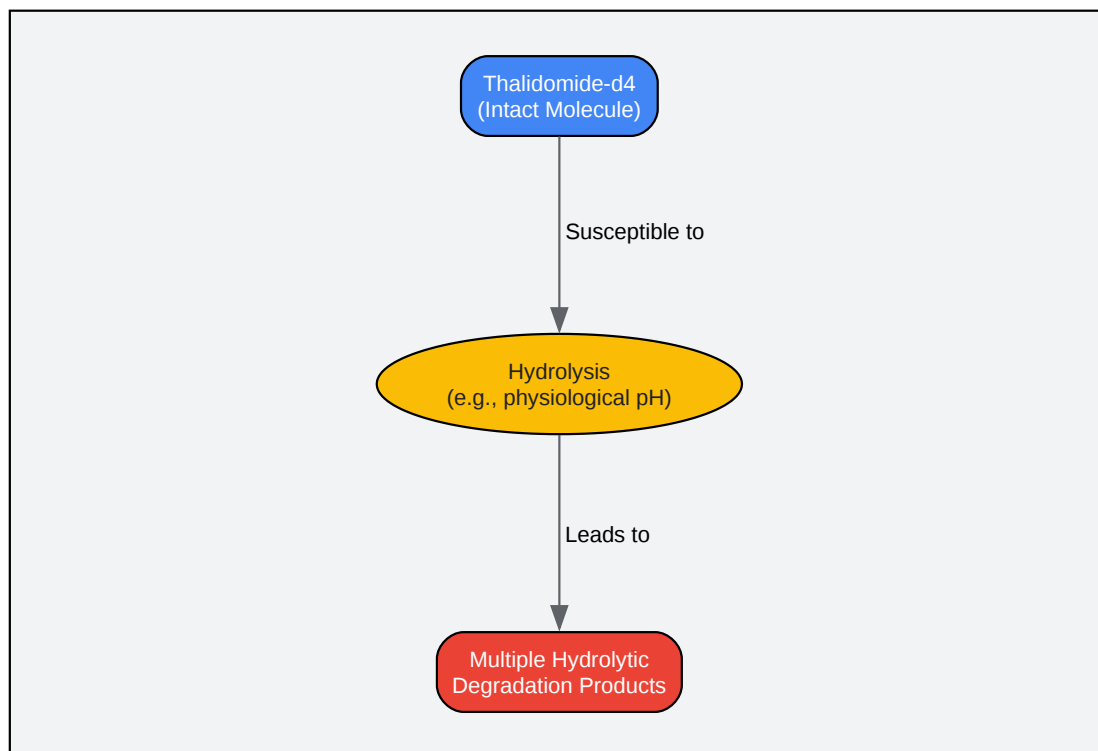 Thalidomide-d4
(Intact Molecule)
Susceptible to
Hydrolysis
(e.g., physiological pH)
Leads to
Multiple Hydrolytic
Degradation Products